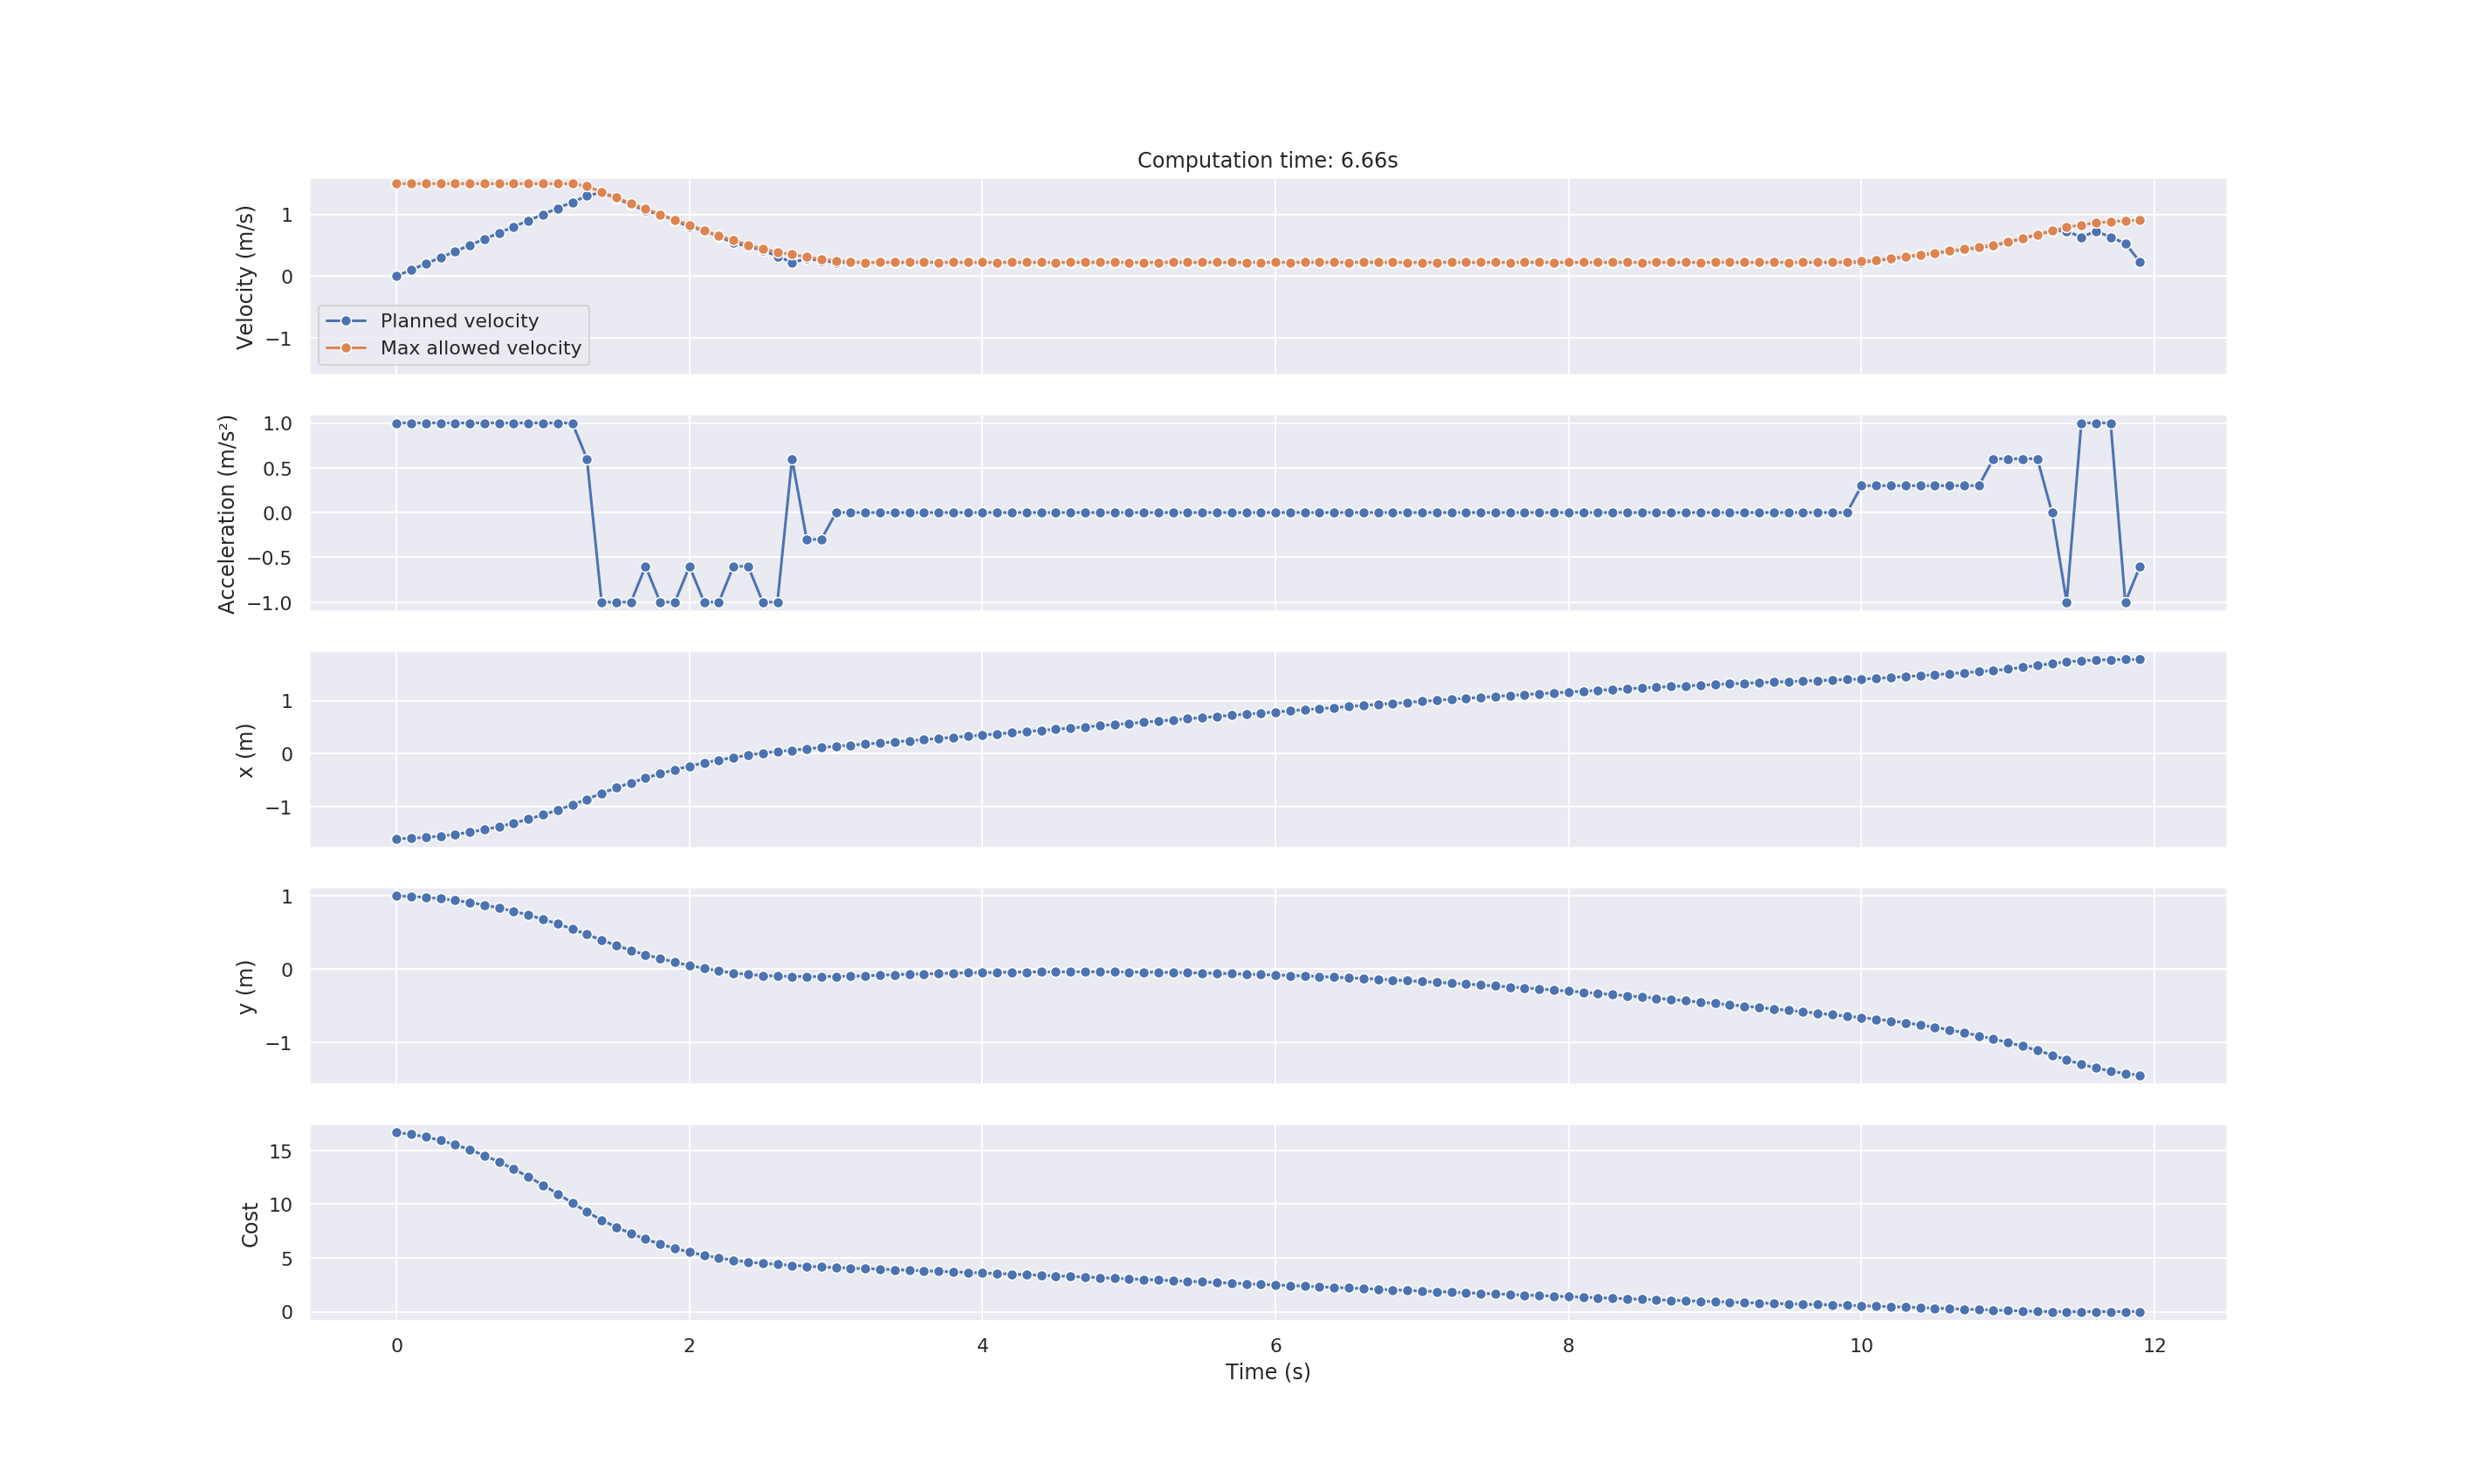 Computation time: 6.66s
Velocity (m/s)
1
0
−1
Planned velocity
Max allowed velocity
Acceleration (m/s²)
1.0
0.5
0.0
−0.5
−1.0
x (m)
1
0
−1
y (m)
1
0
−1
Cost
15
10
5
0
0 2 4 6 8 10 12
Time (s)